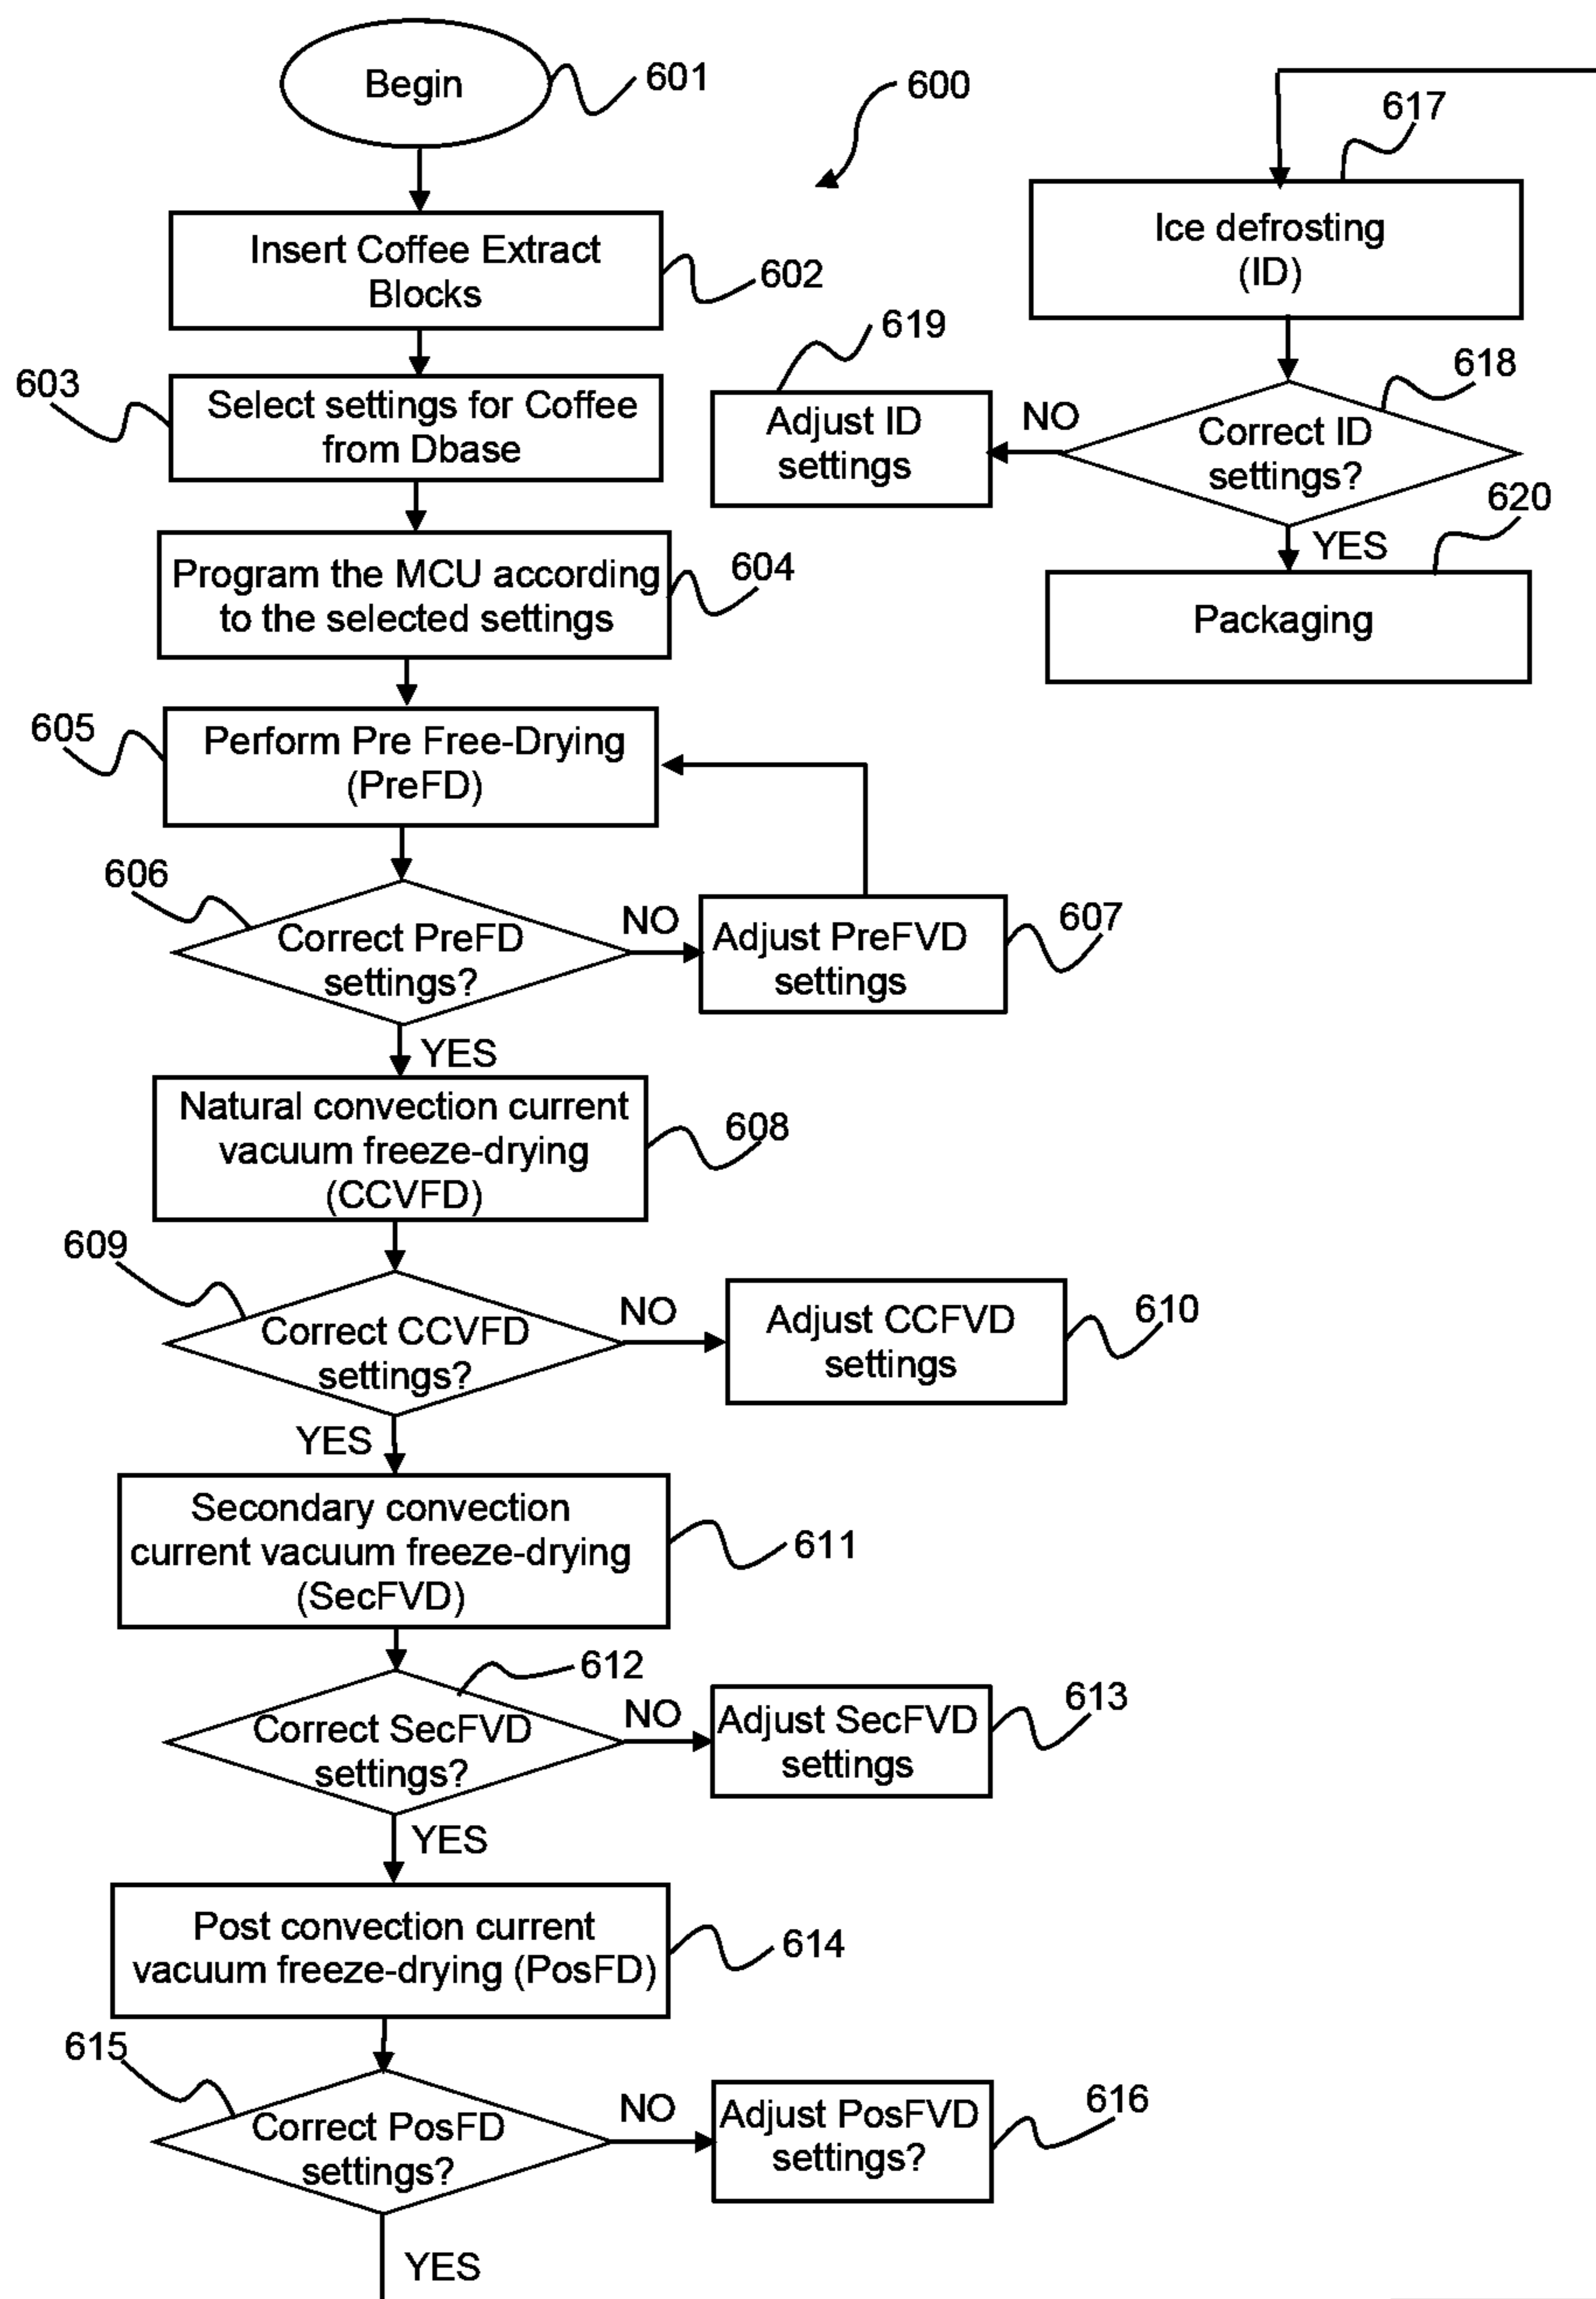 Begin
601
600
Insert Coffee Extract
Blocks
602
603
Select settings for Coffee
from Dbase
Program the MCU according
to the selected settings
604
605
Perform Pre Free-Drying
(PreFD)
606
Correct PreFD
settings?
NO
Adjust PreFVD
settings
607
YES
Natural convection current
vacuum freeze-drying
(CCVFD)
608
609
Correct CCVFD
settings?
NO
Adjust CCFVD
settings
610
YES
Secondary convection
current vacuum freeze-drying
(SecFVD)
611
612
Correct SecFVD
settings?
NO
Adjust SecFVD
settings
613
YES
Post convection current
vacuum freeze-drying (PosFD)
614
615
Correct PosFD
settings?
NO
Adjust PosFVD
settings?
616
YES
617
Ice defrosting
(ID)
618
Correct ID
settings?
NO
619
Adjust ID
settings
YES
620
Packaging